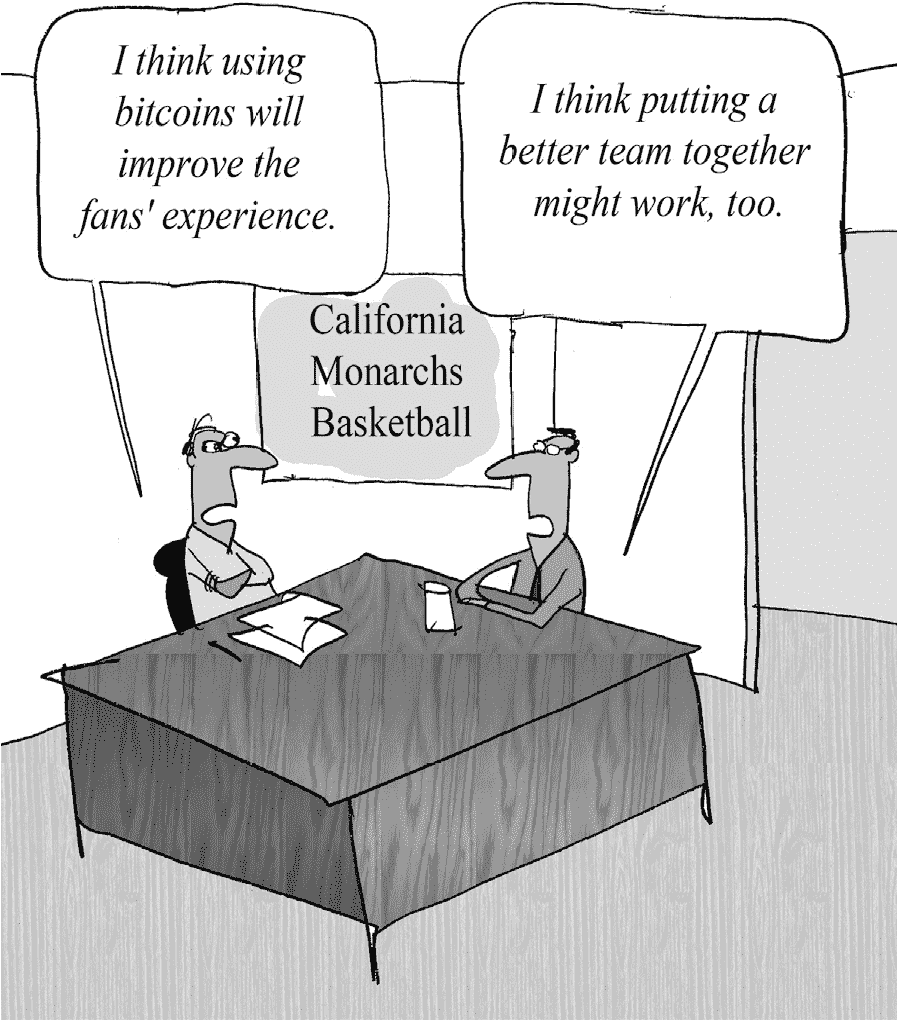 I think using
bitcoins will
improve the
fans' experience.
I think putting a
better team together
might work, too.
California
Monarchs
Basketball